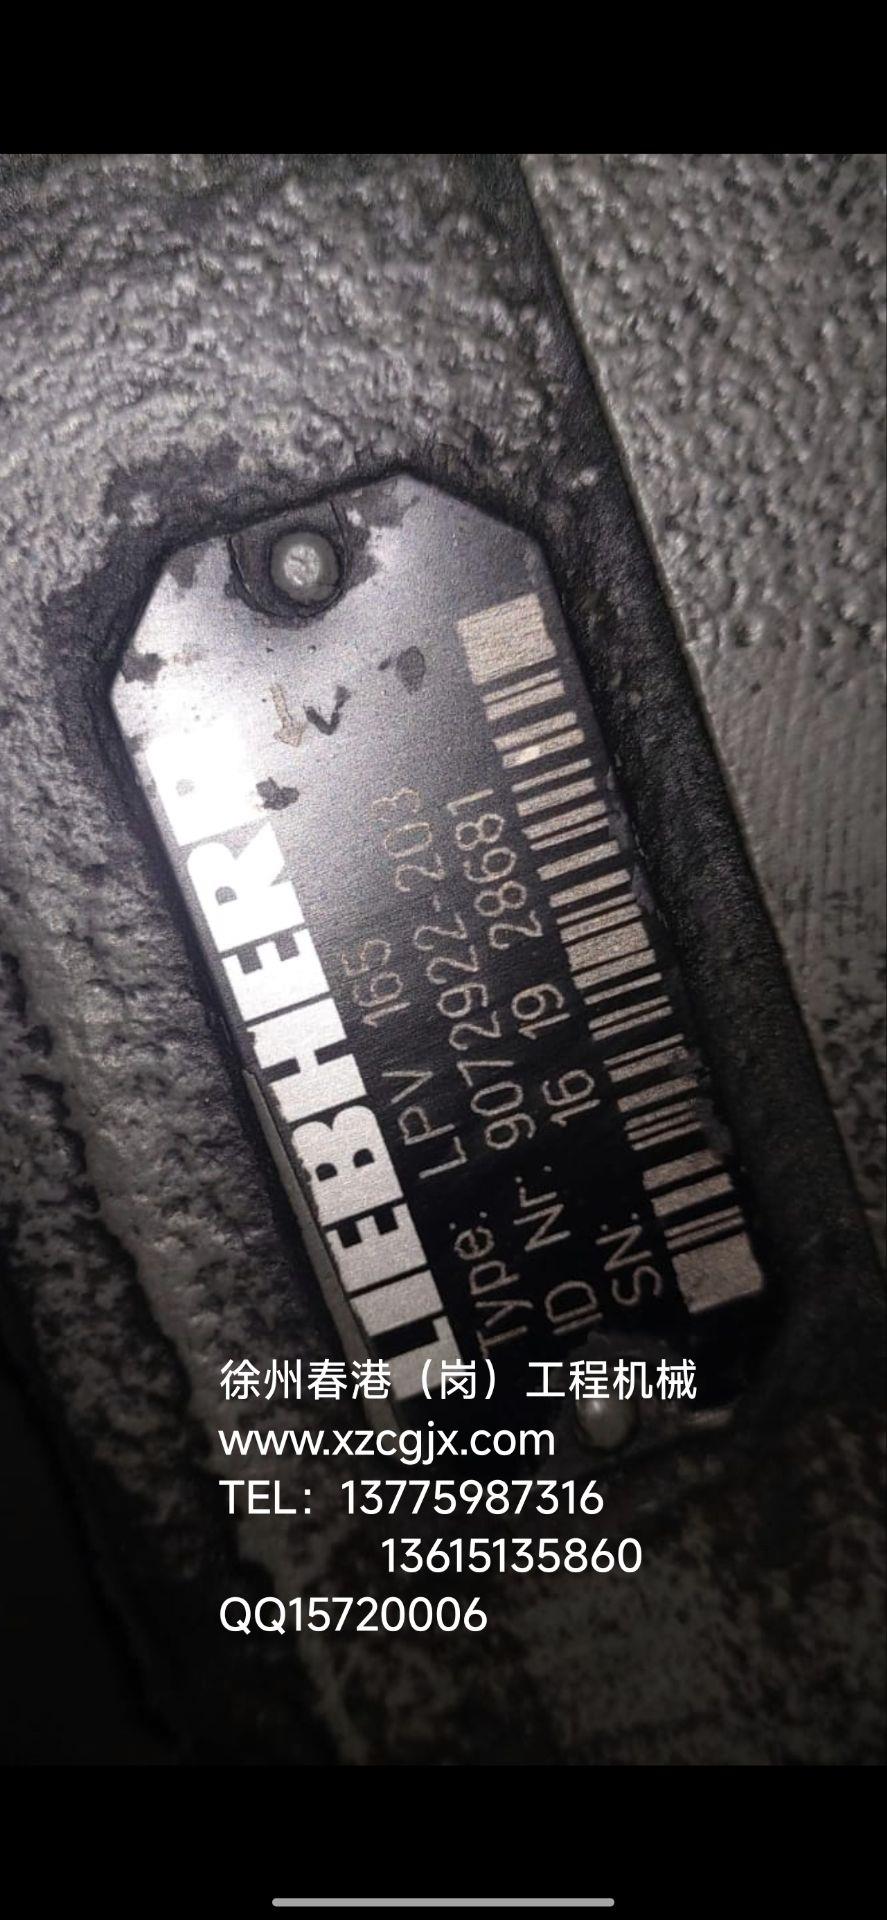 LIEBHERR
Type: LPV 165
ID Nr: 9072922-203
SN: 16 19 28681
徐州春港（岗）工程机械
www.xzcgjx.com
TEL：13775987316
13615135860
QQ15720006